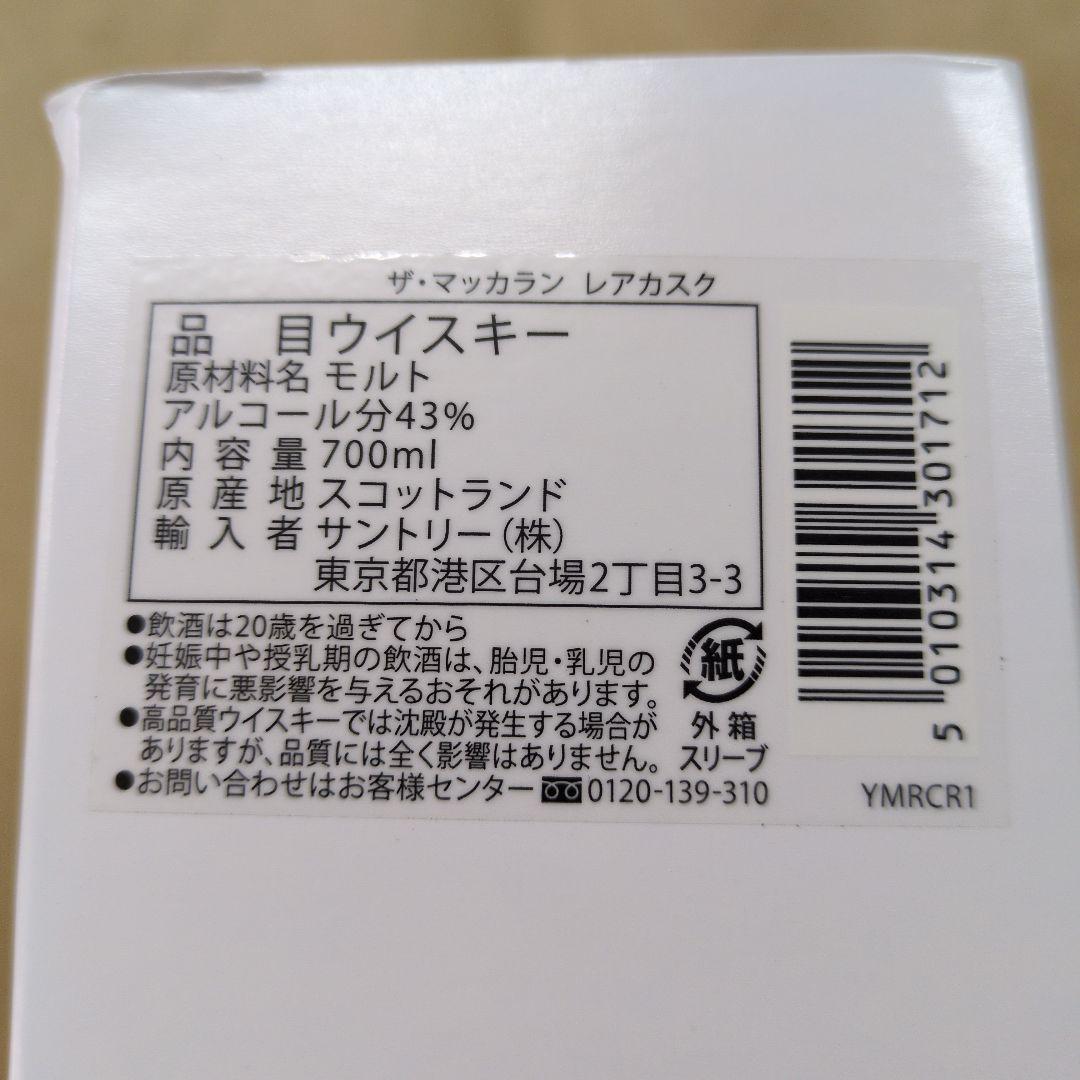 ザ・マッカラン レアカスク
品 目 ウイスキー
原材料名 モルト
アルコール分43%
内容量 700ml
原産地 スコットランド
輸入者 サントリー(株)
東京都港区台場2丁目3-3
●飲酒は20歳を過ぎてから
●妊娠中や授乳期の飲酒は、胎児・乳児の
発育に悪影響を与えるおそれがあります。
●高品質ウイスキーでは沈殿が発生する場合が
ありますが、品質には全く影響はありません。
●お問い合わせはお客様センター 0120-139-310
紙
外箱
スリーブ
5 010314 301712
YMRCR1